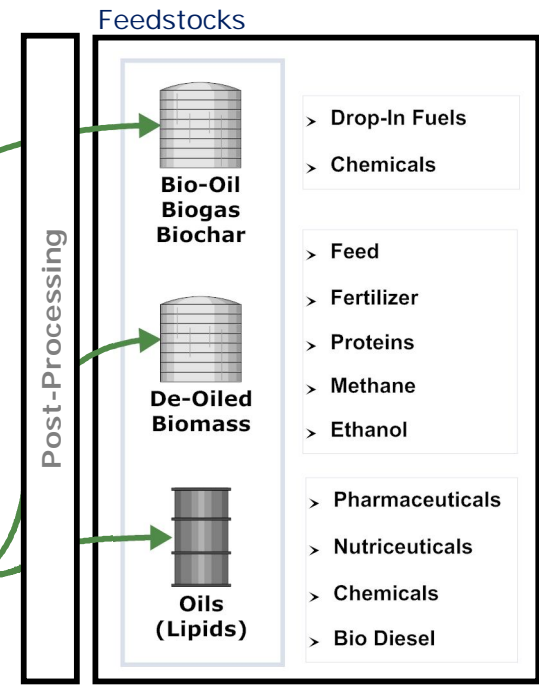 Feedstocks
Post-Processing
Bio-Oil
Biogas
Biochar
Drop-In Fuels
Chemicals
De-Oiled
Biomass
Feed
Fertilizer
Proteins
Methane
Ethanol
Oils
(Lipids)
Pharmaceuticals
Nutriceuticals
Chemicals
Bio Diesel